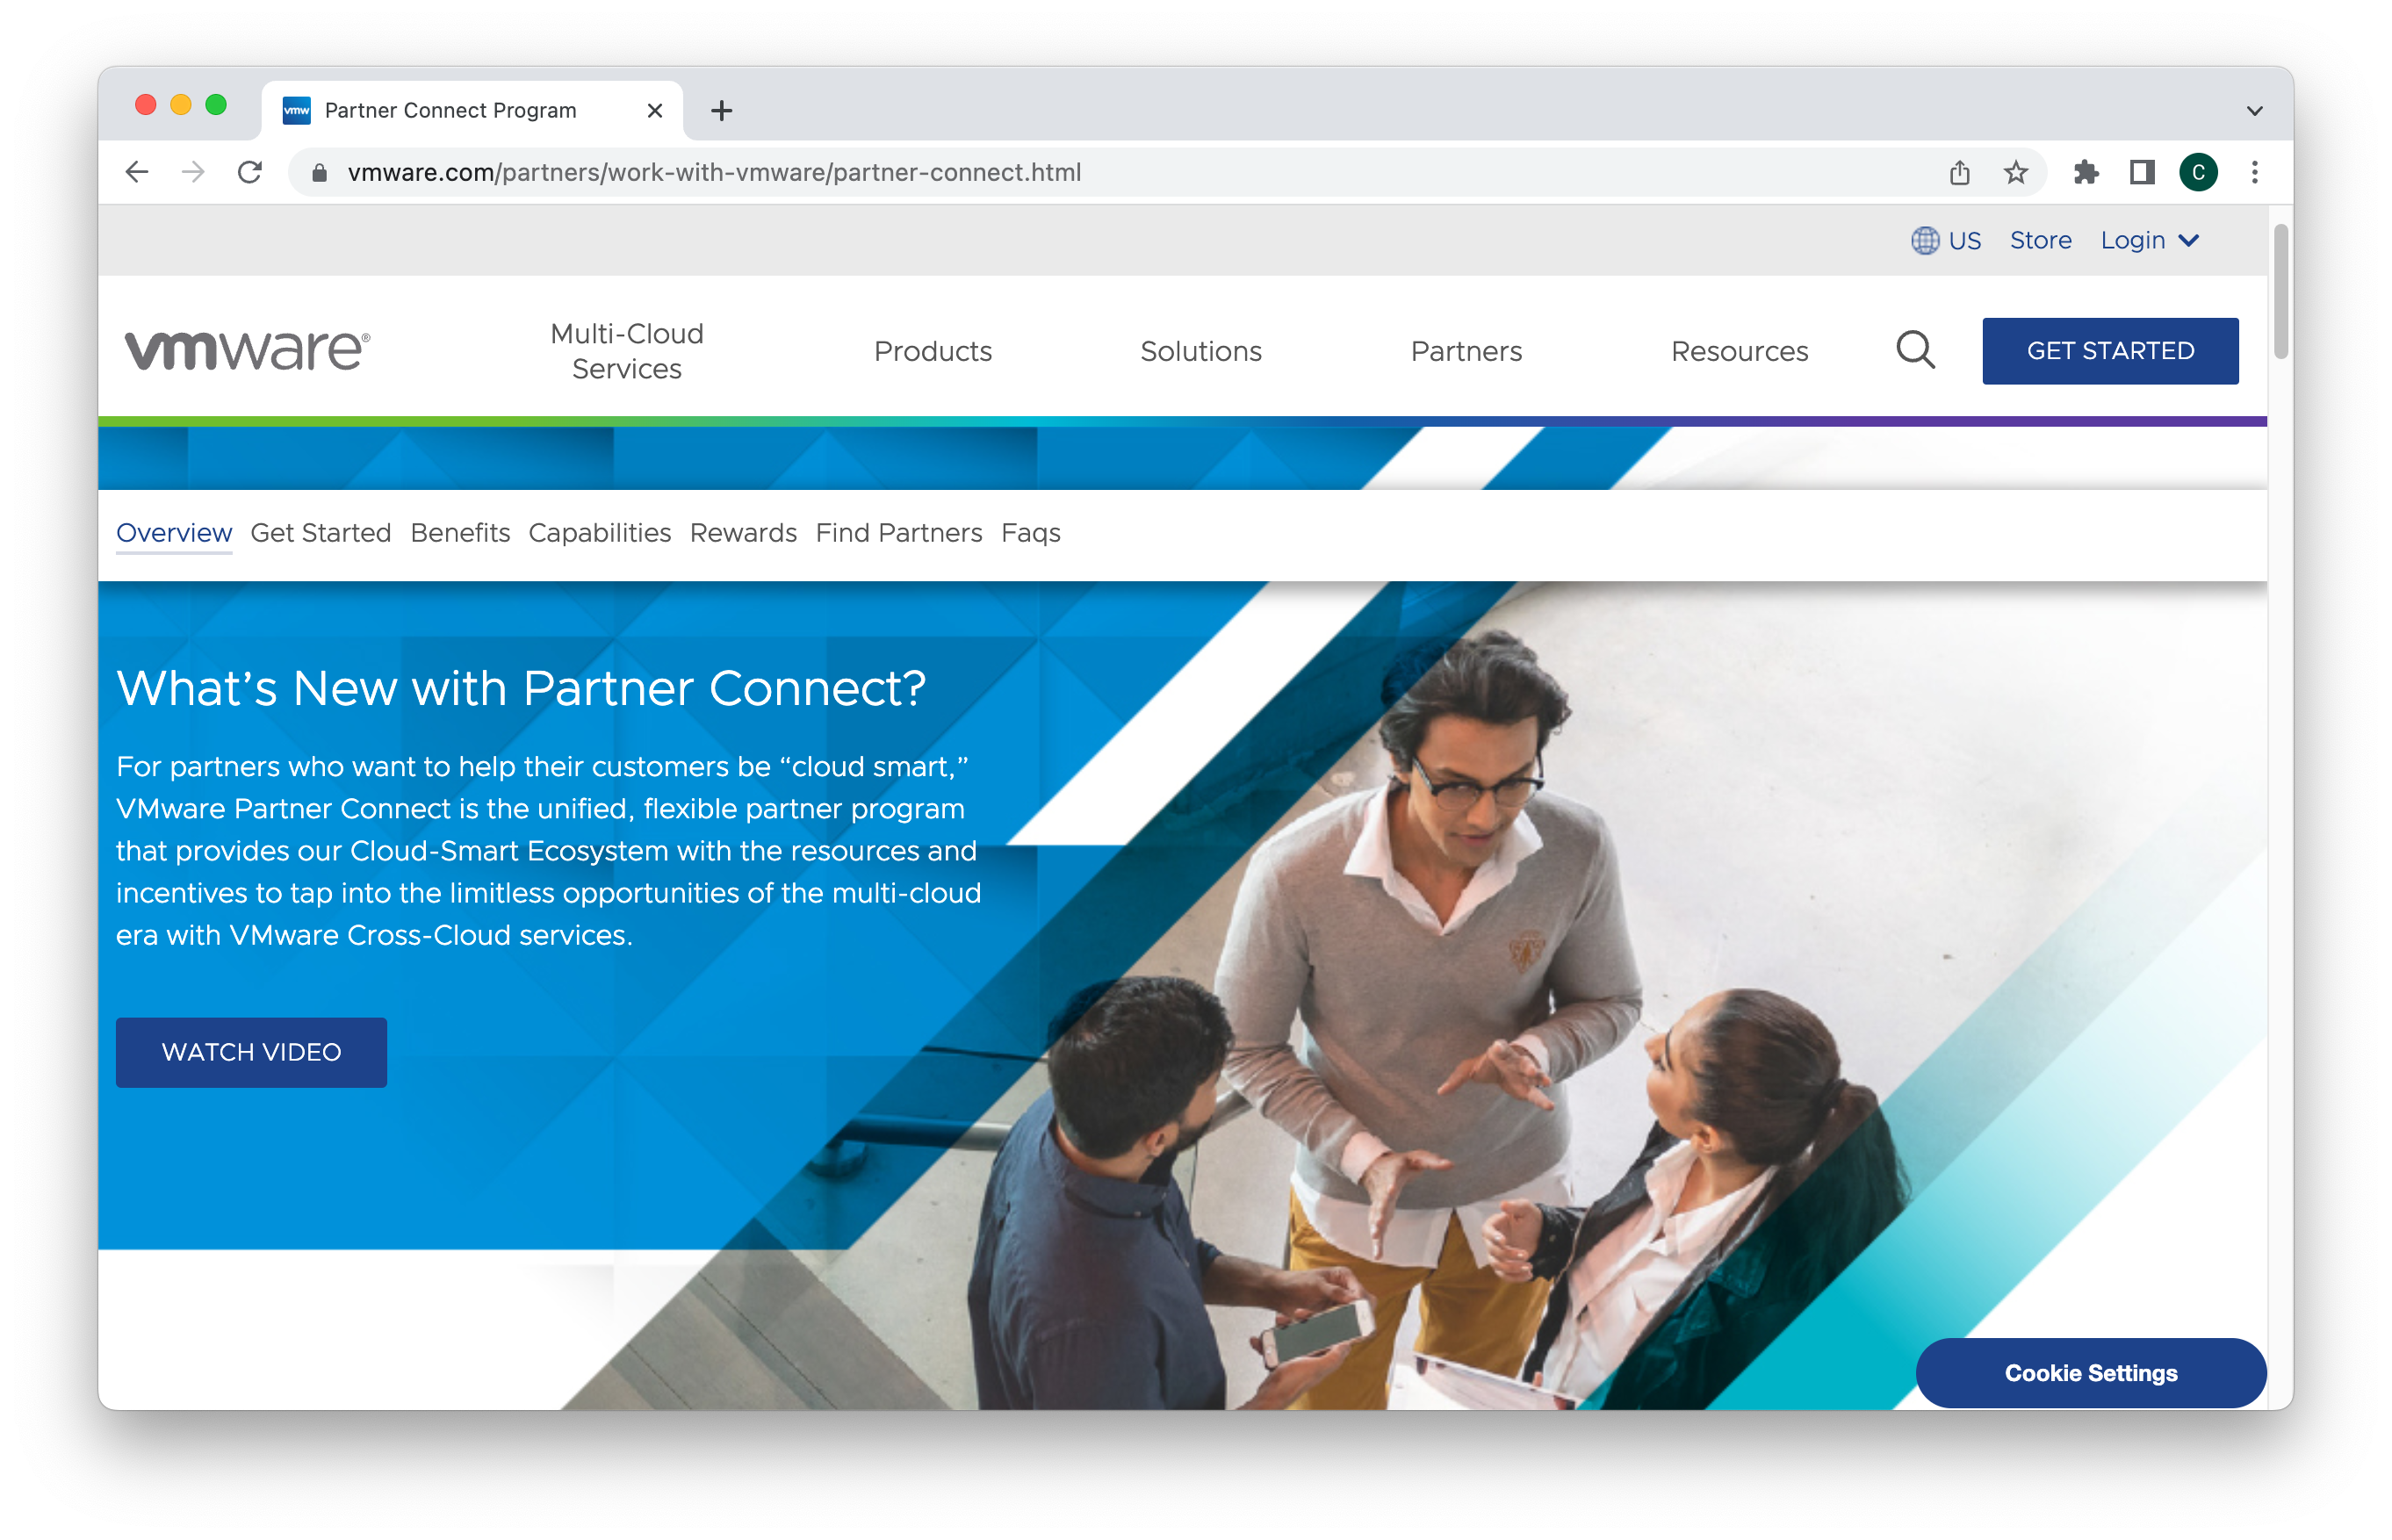 vmw Partner Connect Program
vmware.com/partners/work-with-vmware/partner-connect.html
C
US Store Login
vmware®
Multi-Cloud
Services
Products
Solutions
Partners
Resources
GET STARTED
Overview Get Started Benefits Capabilities Rewards Find Partners Faqs
What’s New with Partner Connect?
For partners who want to help their customers be “cloud smart,”
VMware Partner Connect is the unified, flexible partner program
that provides our Cloud-Smart Ecosystem with the resources and
incentives to tap into the limitless opportunities of the multi-cloud
era with VMware Cross-Cloud services.
WATCH VIDEO
Cookie Settings